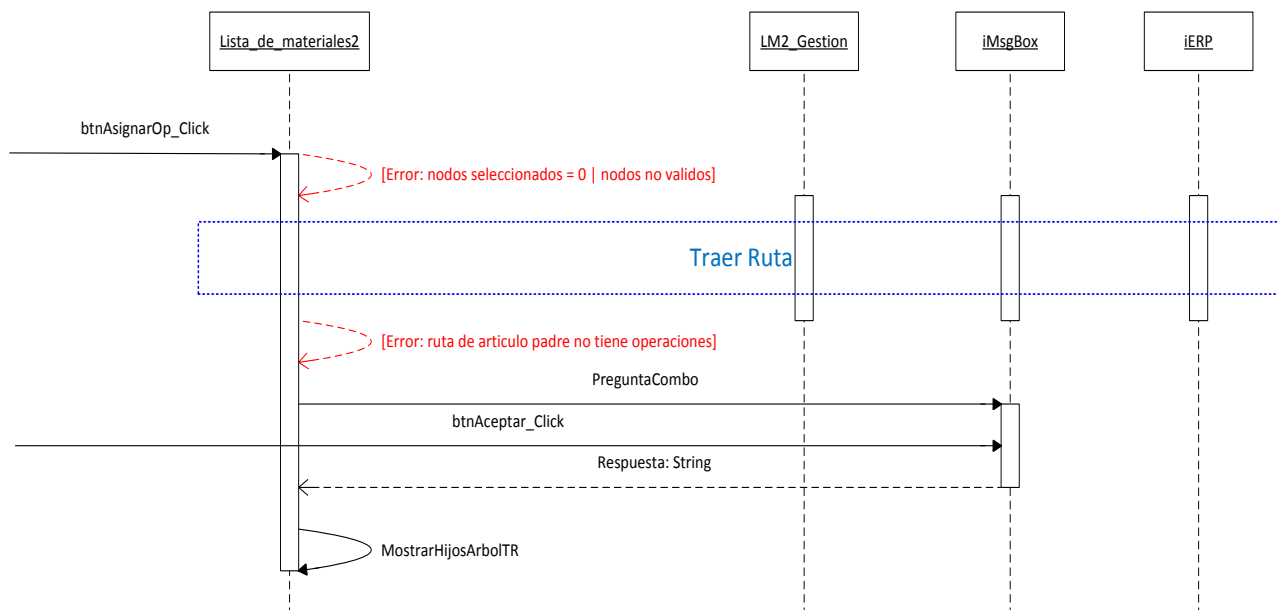 Lista_de_materiales2
LM2_Gestion
iMsgBox
iERP
btnAsignarOp_Click
[Error: nodos seleccionados = 0 | nodos no validos]
Traer Ruta
[Error: ruta de articulo padre no tiene operaciones]
PreguntaCombo
btnAceptar_Click
Respuesta: String
MostrarHijosArbolTR